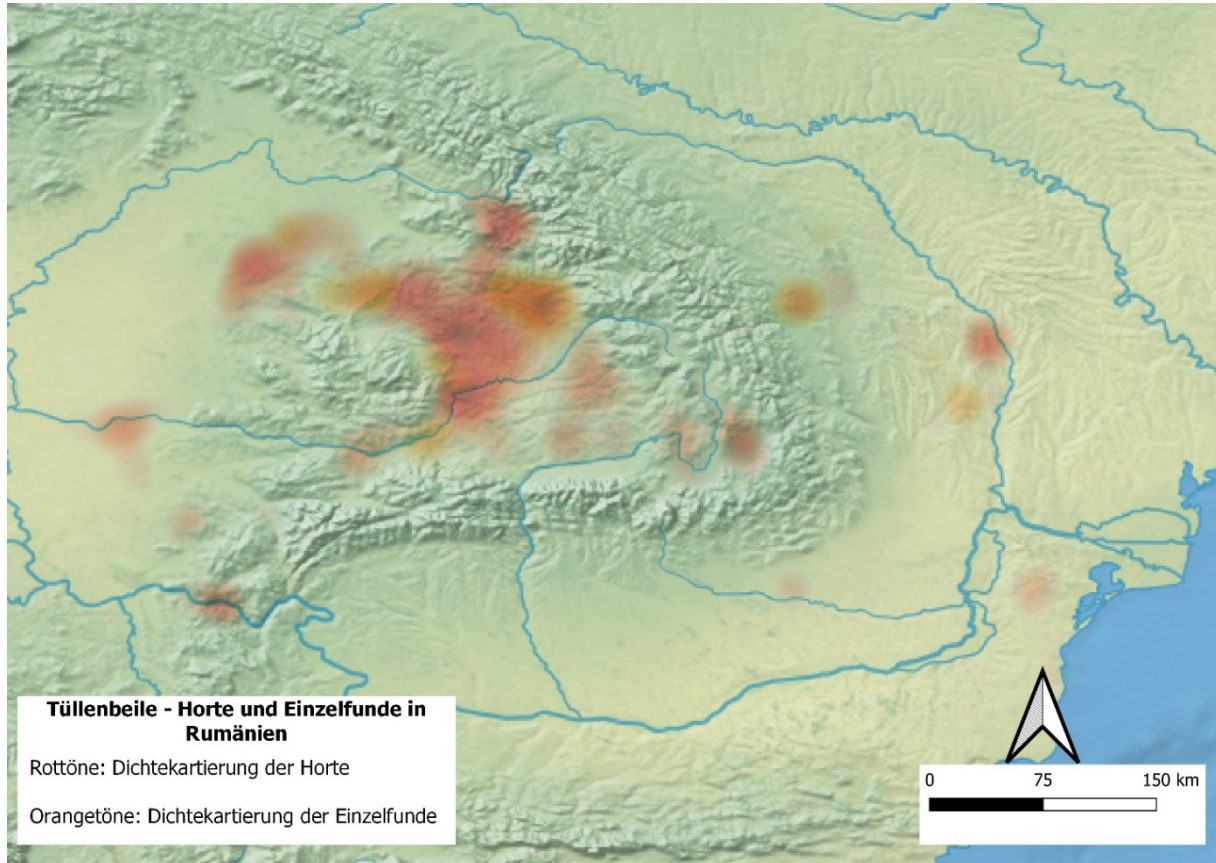 Tüllenbeile - Horte und Einzelfunde in
Rumänien
Rottöne: Dichtekartierung der Horte
Orangetöne: Dichtekartierung der Einzelfunde
0 75 150 km